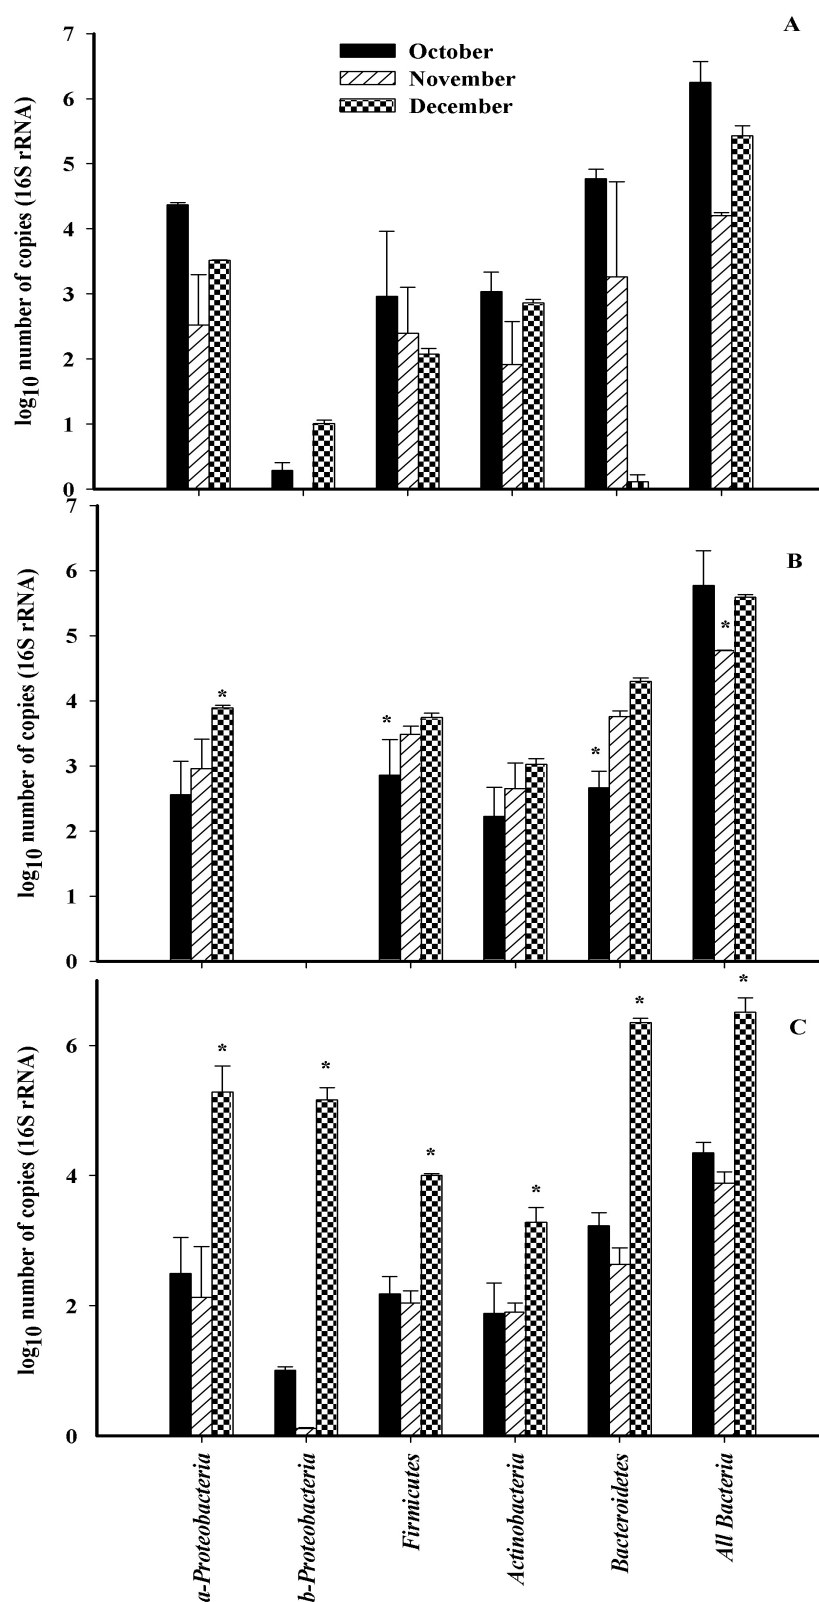 A
October
November
December
7
6
5
4
3
2
1
0
log10 number of copies (16S rRNA)
B
7
6
5
4
3
2
1
0
log10 number of copies (16S rRNA)
*
*
*
*
C
6
4
2
0
log10 number of copies (16S rRNA)
*
*
*
*
*
*
a-Proteobacteria
b-Proteobacteria
Firmicutes
Actinobacteria
Bacteroidetes
All Bacteria